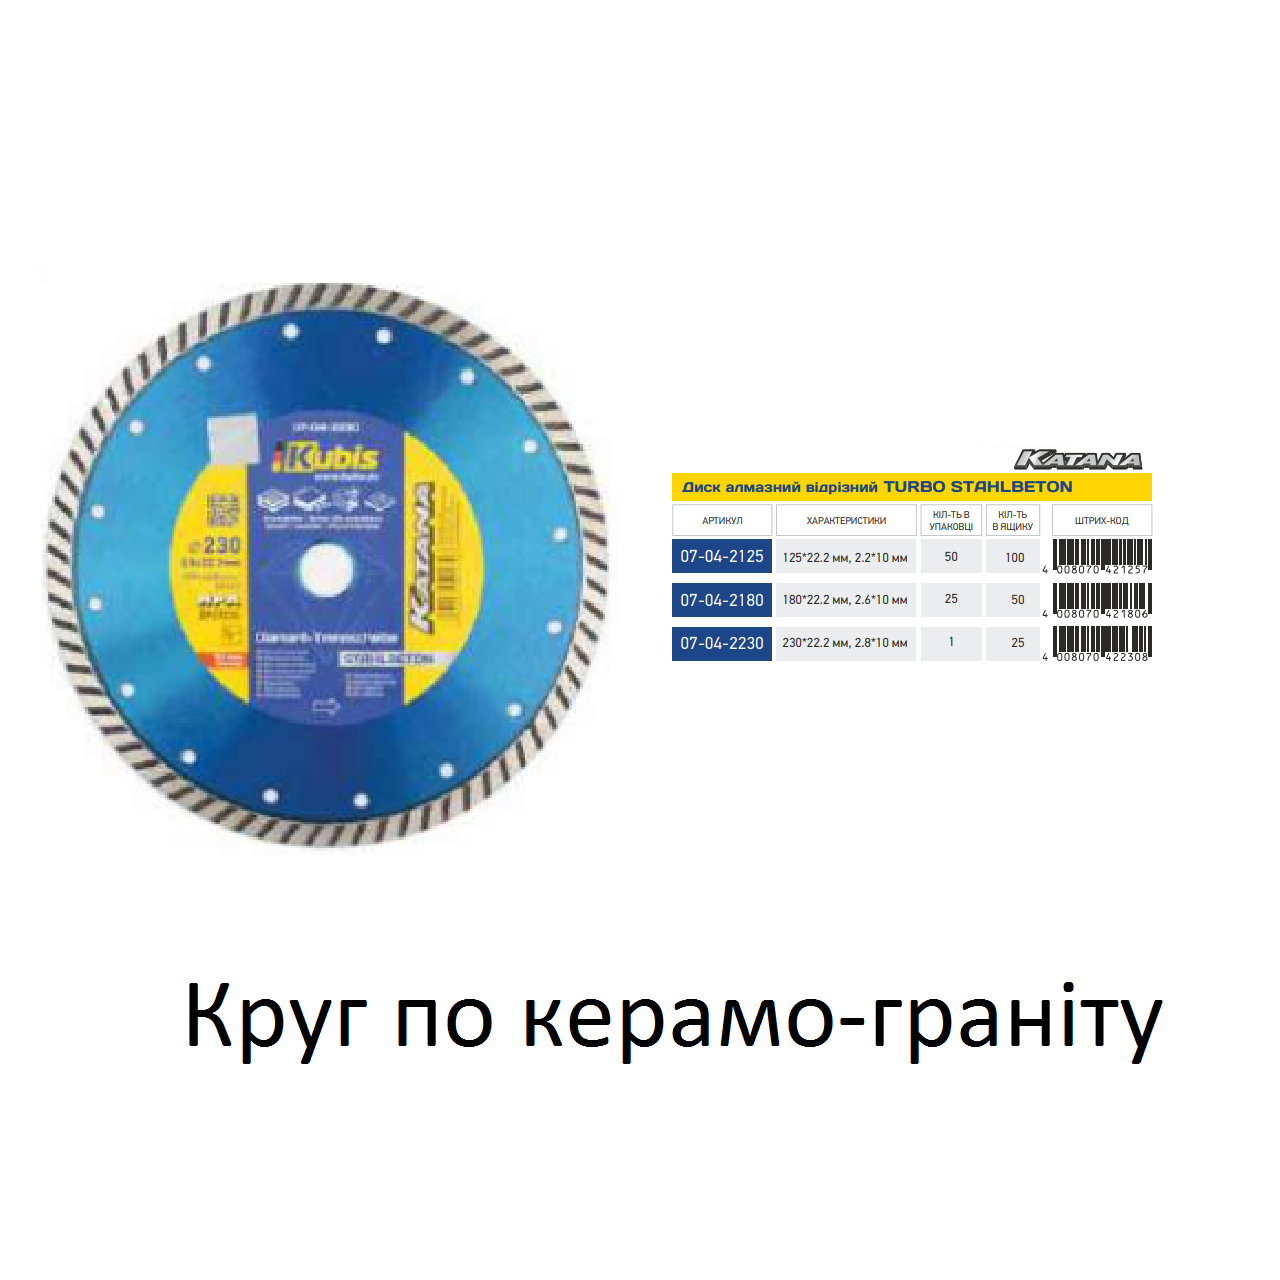 Kubis
KATANA
230
STAHLBETON
KATANA
Диск алмазний відрізний TURBO STAHLBETON
АРТИКУЛ ХАРАКТЕРИСТИКИ КІЛ-ТЬ В УПАКОВЦІ КІЛ-ТЬ В ЯЩИКУ ШТРИХ-КОД
07-04-2125 125*22.2 мм, 2.2*10 мм 50 100 4 008070 421257
07-04-2180 180*22.2 мм, 2.6*10 мм 25 50 4 008070 421806
07-04-2230 230*22.2 мм, 2.8*10 мм 1 25 4 008070 422308
Круг по керамо-граніту